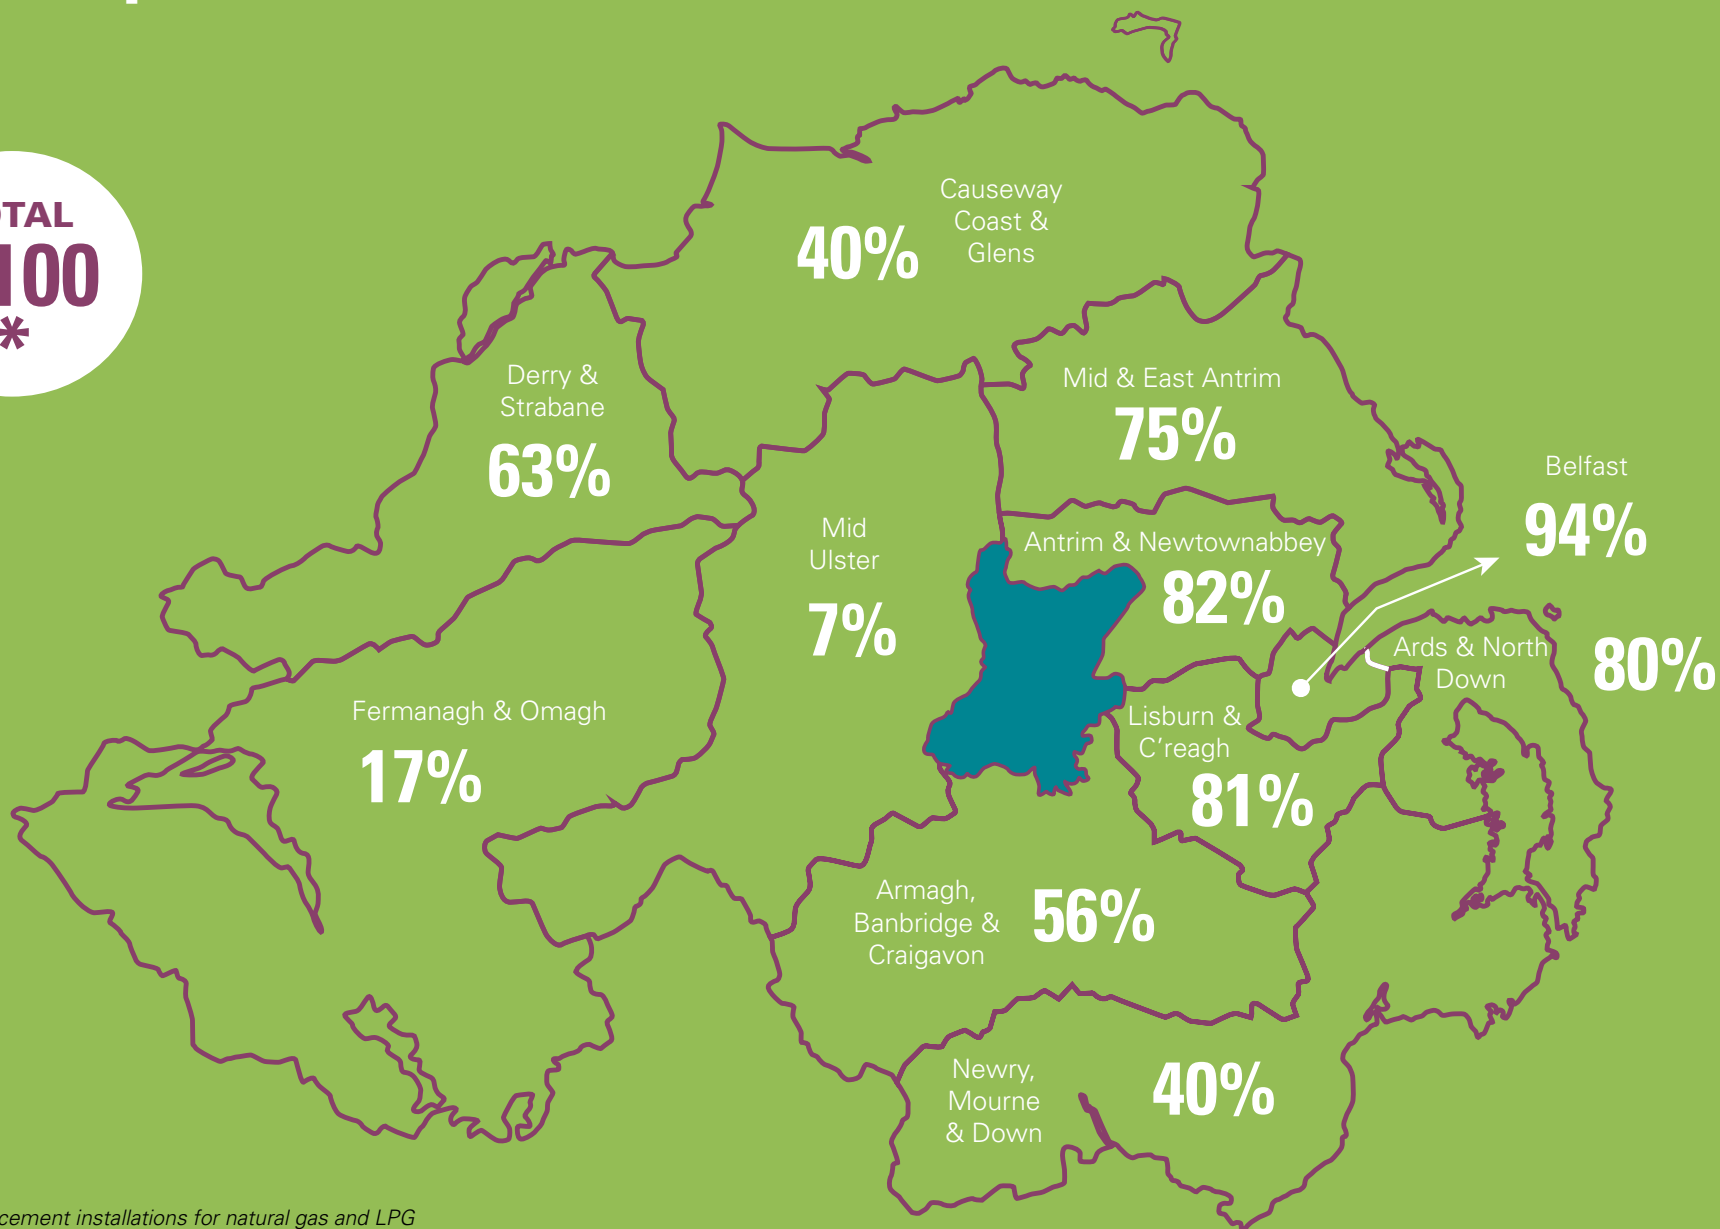 Causeway
Coast &
Glens
40%
TAL
100
*
Derry &
Strabane
63%
Mid & East Antrim
75%
Belfast
94%
Mid
Ulster
7%
Antrim & Newtownabbey
82%
Ards & North
Down
80%
Fermanagh & Omagh
17%
Lisburn &
C'reagh
81%
Armagh,
Banbridge &
Craigavon
56%
Newry,
Mourne
& Down
40%
installations for natural gas and LPG